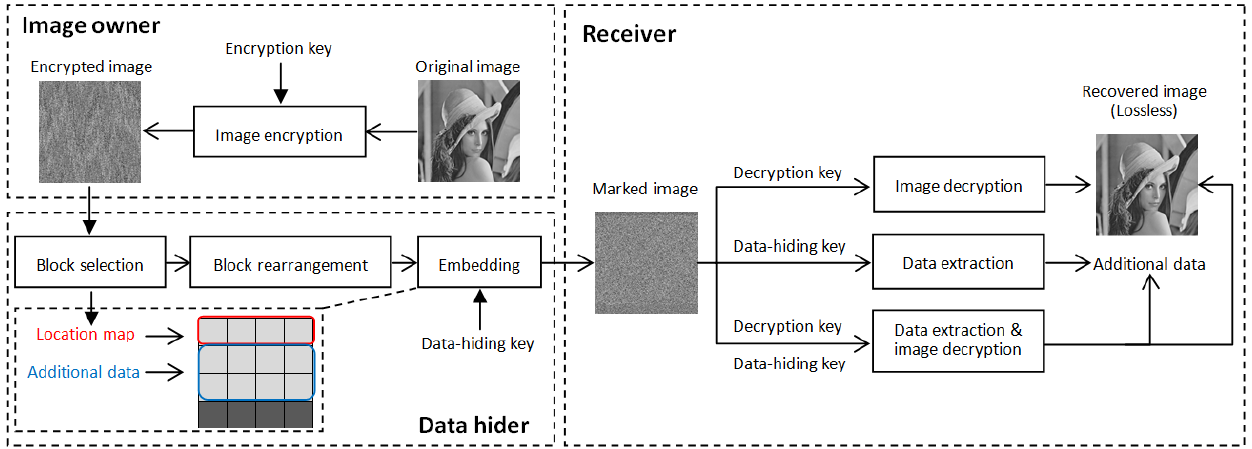 Image owner
Encryption key
Encrypted image
Original image
Image encryption
Block selection
Block rearrangement
Embedding
Location map
Additional data
Data-hiding key
Data hider
Receiver
Marked image
Decryption key
Image decryption
Recovered image
(Lossless)
Data-hiding key
Data extraction
Additional data
Decryption key
Data-hiding key
Data extraction &
image decryption